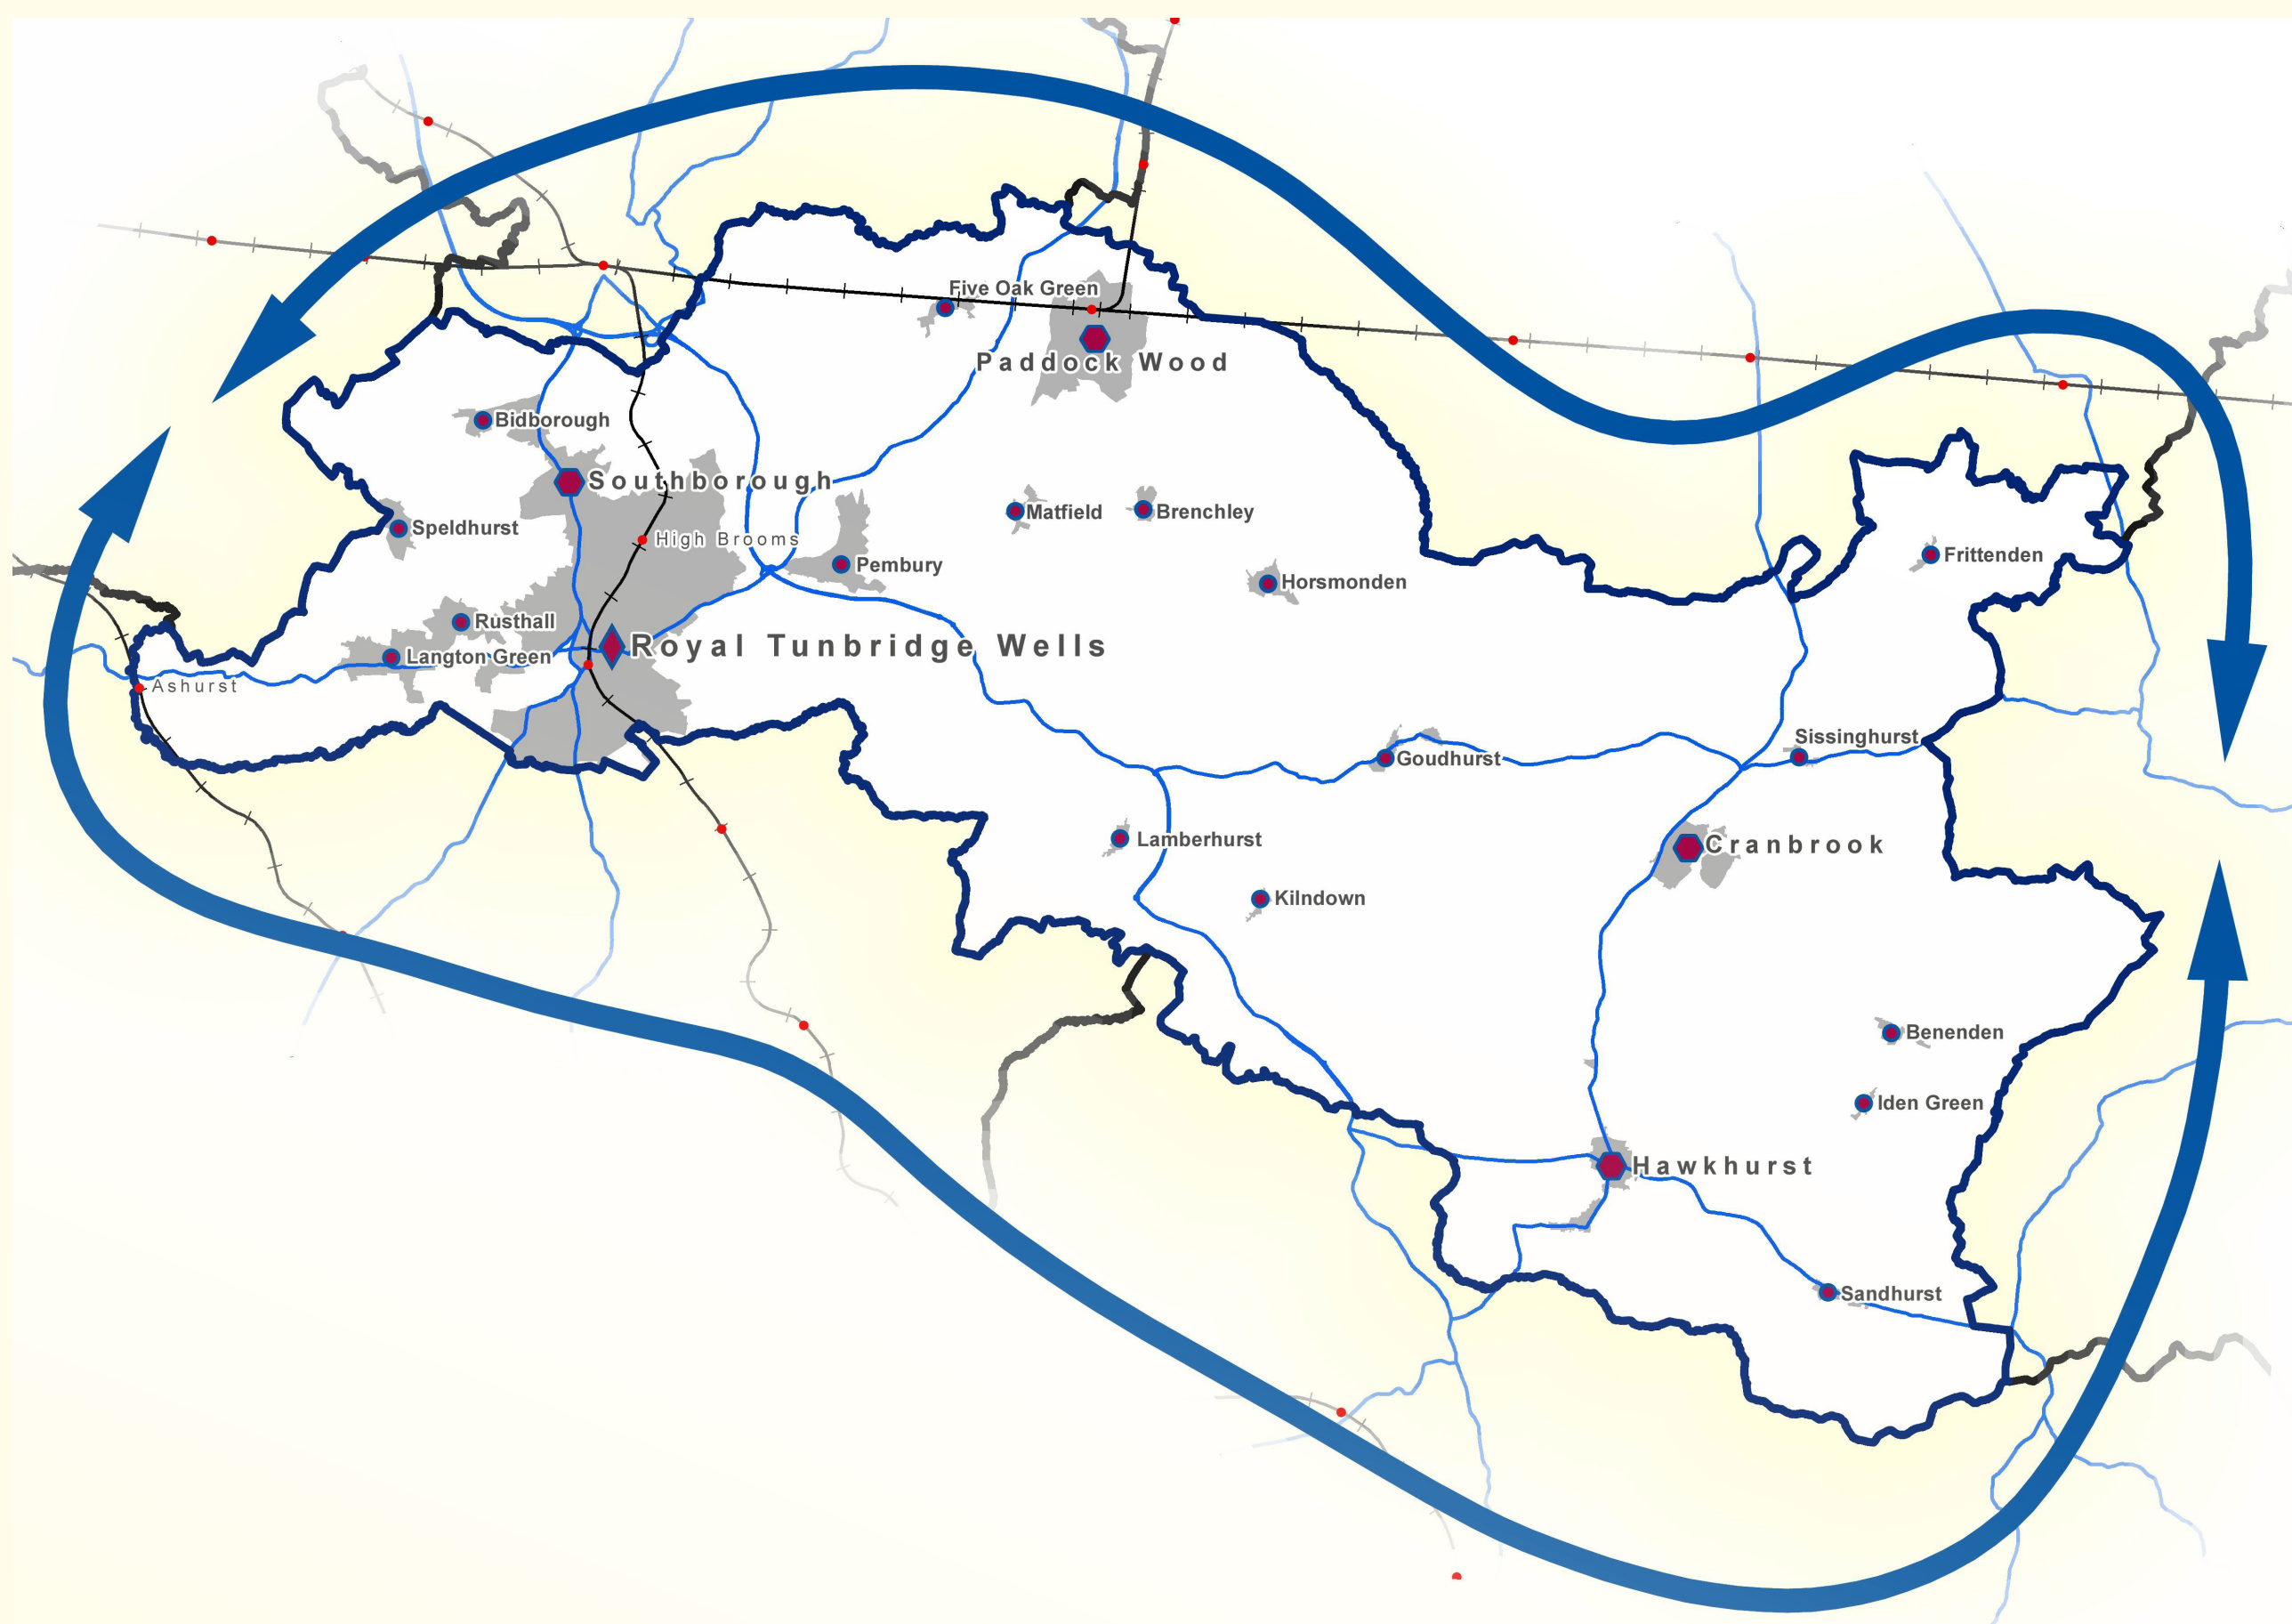 Five Oak Green
Paddock Wood
Bidborough
Southborough
Matfield
Brenchley
Speldhurst
High Brooms
Frittenden
Pembury
Horsmonden
Rusthall
Royal Tunbridge Wells
Langton Green
Ashurst
Sissinghurst
Goudhurst
Lamberhurst
Cranbrook
Kilndown
Benenden
Iden Green
Hawkhurst
Sandhurst